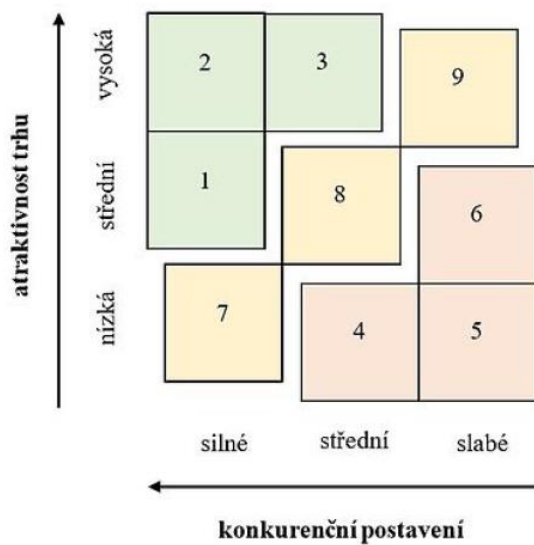 atraktivnost trhu
vysoká
střední
nízká
2 3 9
1 8 6
7 4 5
silné střední slabé
konkurenční postavení